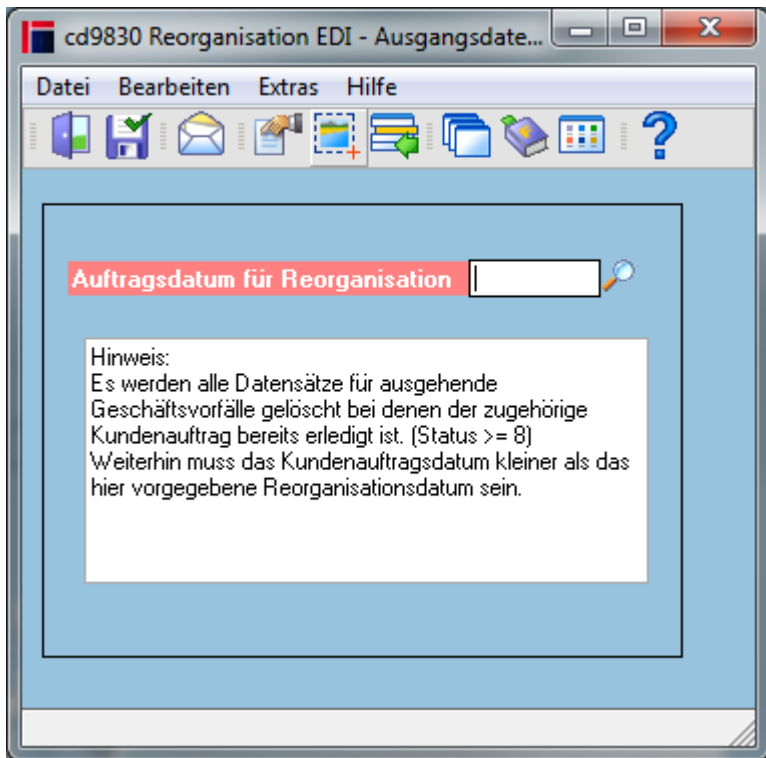 cd9830 Reorganisation EDI - Ausgangsdate...
Datei Bearbeiten Extras Hilfe
Auftragsdatum für Reorganisation
Hinweis:
Es werden alle Datensätze für ausgehende
Geschäftsvorfälle gelöscht bei denen der zugehörige
Kundenauftrag bereits erledigt ist. (Status >= 8)
Weiterhin muss das Kundenauftragsdatum kleiner als das
hier vorgegebene Reorganisationsdatum sein.